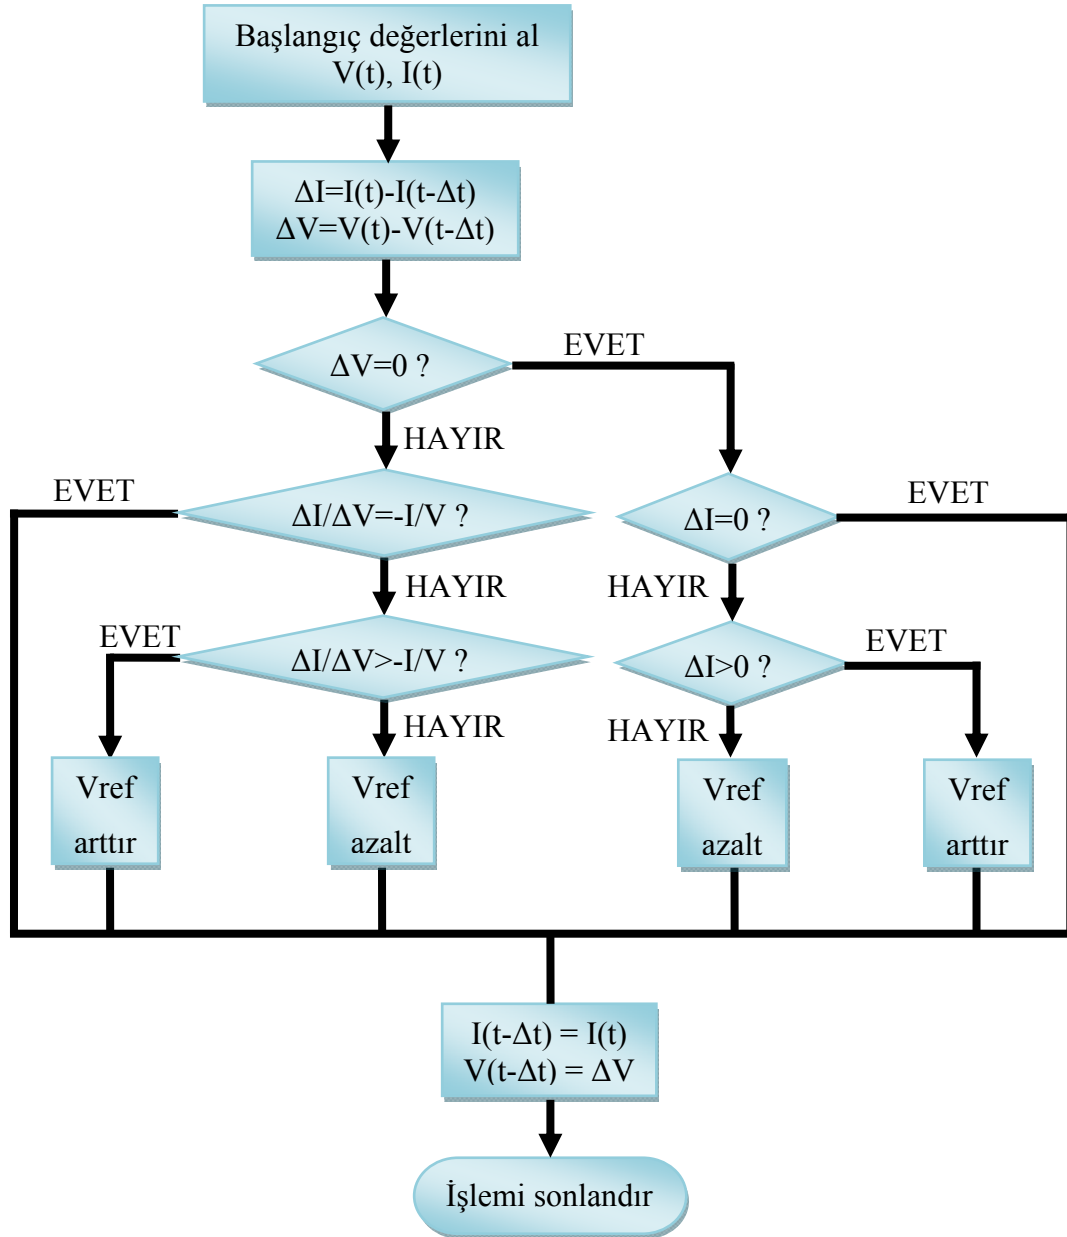 Başlangıç değerlerini al
V(t), I(t)
ΔI=I(t)-I(t-Δt)
ΔV=V(t)-V(t-Δt)
ΔV=0 ?
EVET
HAYIR
EVET
ΔI/ΔV=-I/V ?
ΔI=0 ?
EVET
HAYIR
HAYIR
EVET
ΔI/ΔV>-I/V ?
ΔI>0 ?
EVET
HAYIR
HAYIR
Vref
arttır
Vref
azalt
Vref
azalt
Vref
arttır
I(t-Δt) = I(t)
V(t-Δt) = ΔV
İşlemi sonlandır